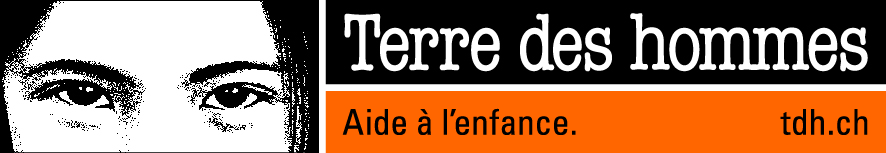 Terre des hommes
Aide à l'enfance. tdh.ch